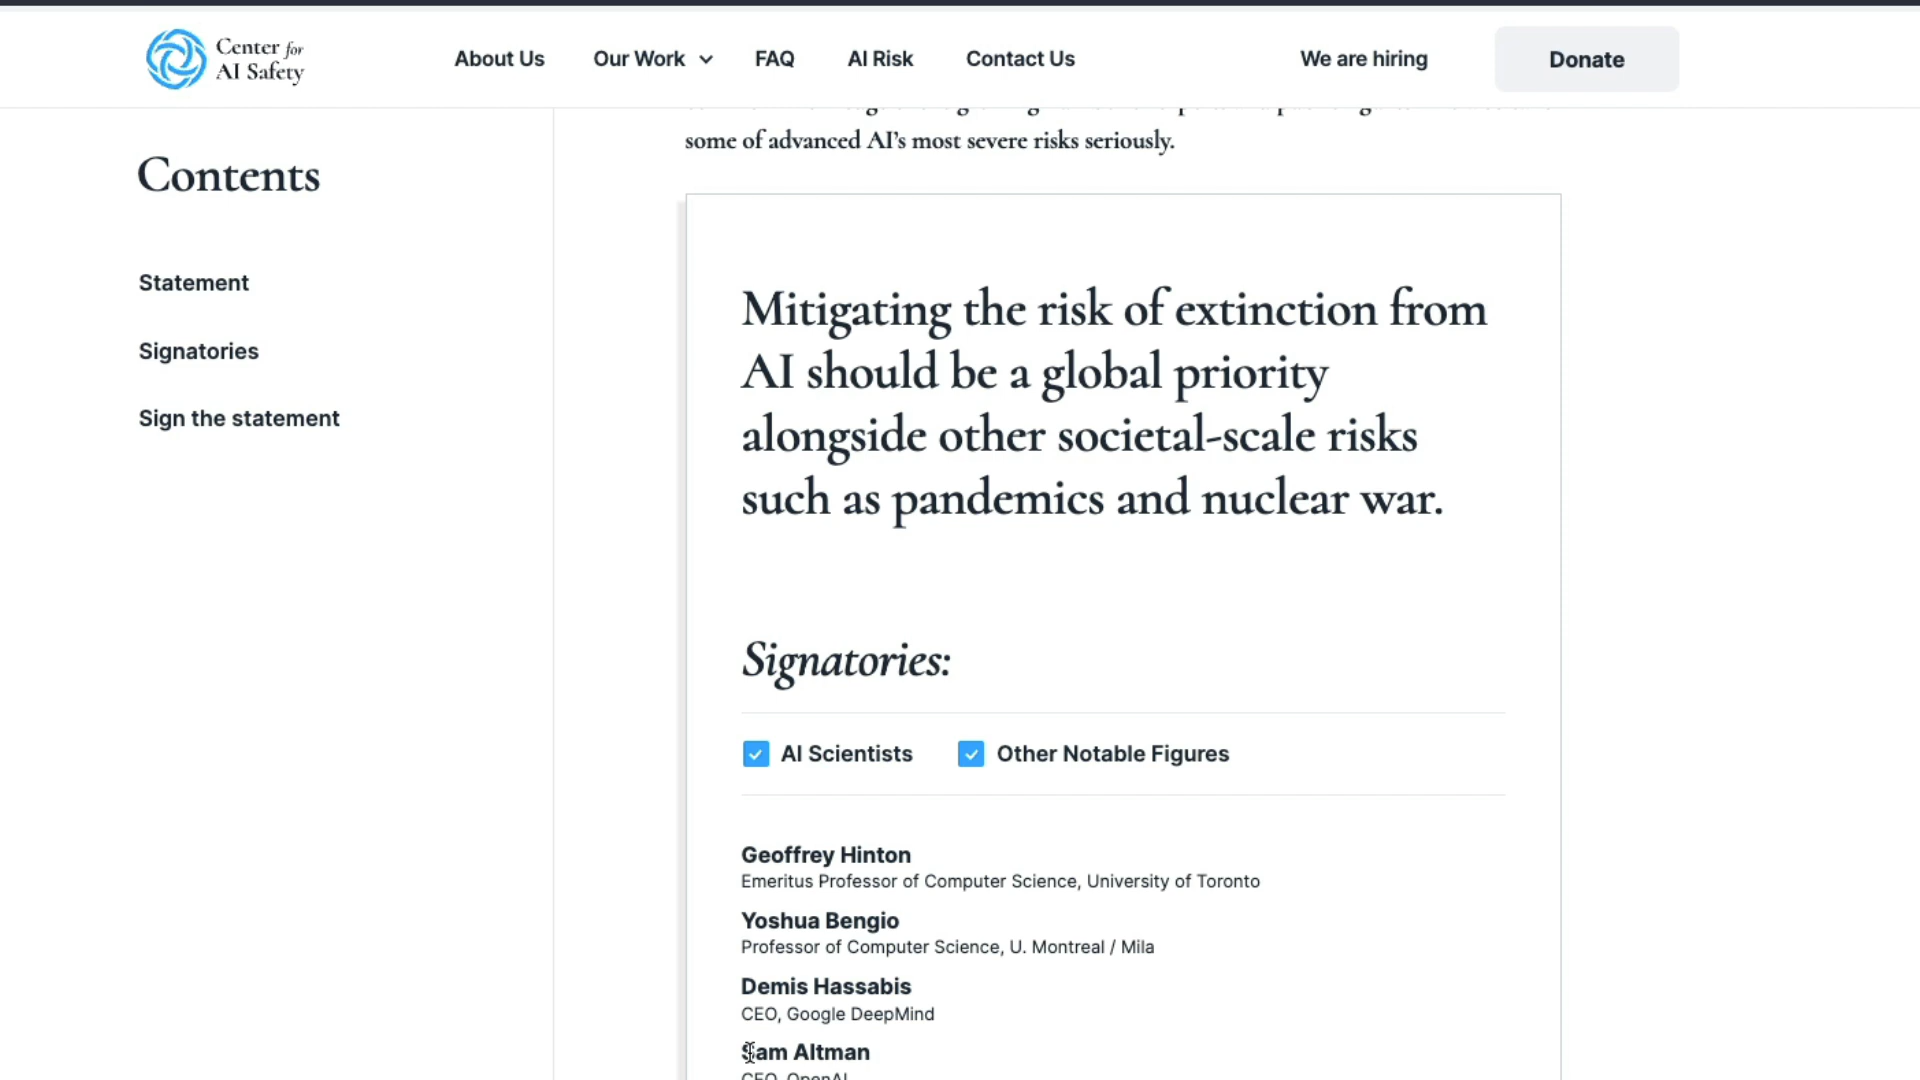 Center for
AI Safety
About Us
Our Work
FAQ
AI Risk
Contact Us
We are hiring
Donate
Contents
Statement
Signatories
Sign the statement
some of advanced AI's most severe risks seriously.
Mitigating the risk of extinction from
AI should be a global priority
alongside other societal-scale risks
such as pandemics and nuclear war.
Signatories:
AI Scientists
Other Notable Figures
Geoffrey Hinton
Emeritus Professor of Computer Science, University of Toronto
Yoshua Bengio
Professor of Computer Science, U. Montreal / Mila
Demis Hassabis
CEO, Google DeepMind
Sam Altman
CEO, OpenAI